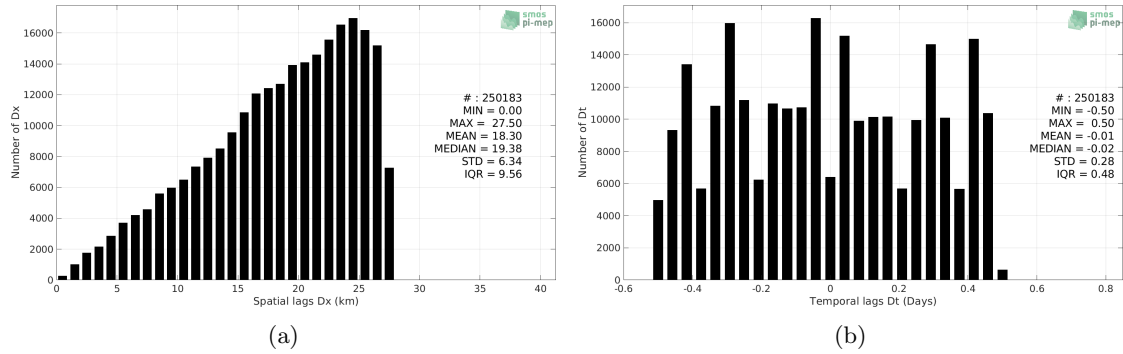 smos
pi-mep
16000
14000
12000
10000
8000
6000
4000
2000
0
Number of Dx
# : 250183
MIN = 0.00
MAX = 27.50
MEAN = 18.30
MEDIAN = 19.38
STD = 6.34
IQR = 9.56
0 5 10 15 20 25 30 35 40
Spatial lags Dx (km)
(a)
smos
pi-mep
16000
14000
12000
10000
8000
6000
4000
2000
0
Number of Dt
# : 250183
MIN = -0.50
MAX = 0.50
MEAN = -0.01
MEDIAN = -0.02
STD = 0.28
IQR = 0.48
-0.6 -0.4 -0.2 0 0.2 0.4 0.6 0.8
Temporal lags Dt (Days)
(b)